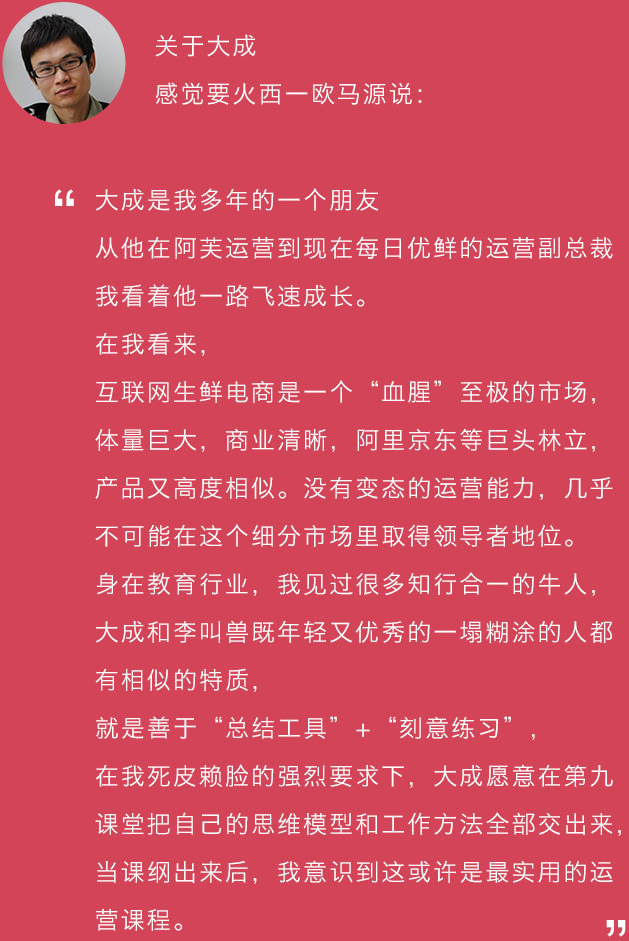 关于大成
感觉要火西一欧马源说：
“ 大成是我多年的一个朋友
从他在阿芙运营到现在每日优鲜的运营副总裁
我看着他一路飞速成长。
在我看来，
互联网生鲜电商是一个“血腥”至极的市场，
体量巨大，商业清晰，阿里京东等巨头林立，
产品又高度相似。没有变态的运营能力，几乎
不可能在这个细分市场里取得领导者地位。
身在教育行业，我见过很多知行合一的牛人，
大成和李叫兽既年轻又优秀的一塌糊涂的人都
有相似的特质，
就是善于“总结工具”+“刻意练习”，
在我死皮赖脸的强烈要求下，大成愿意在第九
课堂把自己的思维模型和工作方法全部交出来，
当课纲出来后，我意识到这或许是最实用的运
营课程。 ”